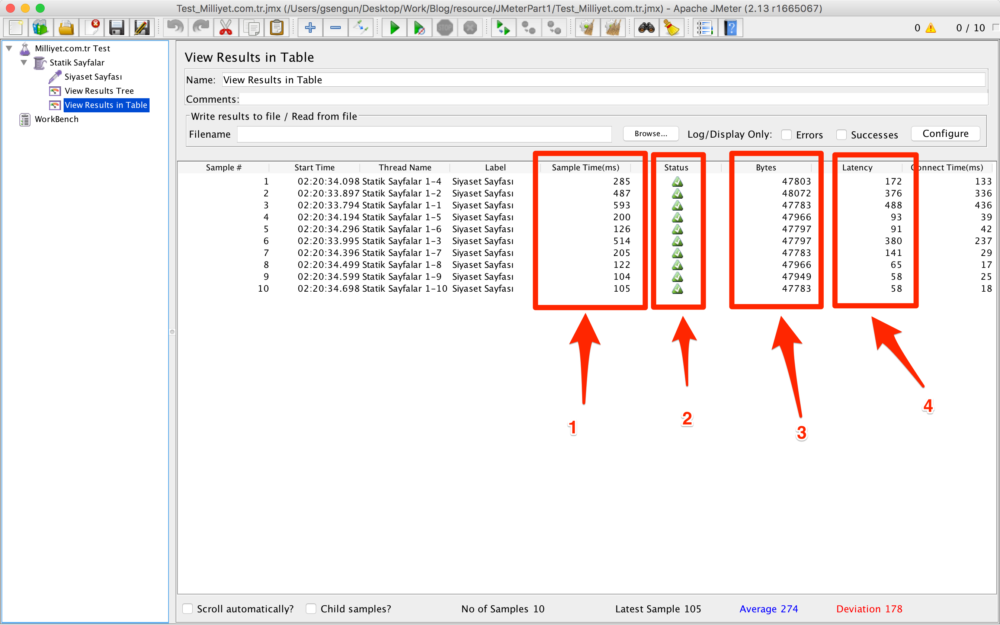 Test_Milliyet.com.tr.jmx (/Users/gsengun/Desktop/Work/Blog/resource/JMeterPart1/Test_Milliyet.com.tr.jmx) - Apache JMeter (2.13 r1665067)
STOP
?
0 0 / 10
Milliyet.com.tr Test
Statik Sayfalar
Siyaset Sayfası
View Results Tree
View Results in Table
WorkBench
View Results in Table
Name: View Results in Table
Comments:
Write results to file / Read from file
Filename Browse... Log/Display Only: Errors Successes Configure
Sample # Start Time Thread Name Label Sample Time(ms) Status Bytes Latency Connect Time(ms)
1 02:20:34.098 Statik Sayfalar 1-4 Siyaset Sayfası 285 47803 172 133
2 02:20:33.897 Statik Sayfalar 1-2 Siyaset Sayfası 487 48072 376 336
3 02:20:33.794 Statik Sayfalar 1-1 Siyaset Sayfası 593 47783 488 436
4 02:20:34.194 Statik Sayfalar 1-5 Siyaset Sayfası 200 47966 93 39
5 02:20:34.296 Statik Sayfalar 1-6 Siyaset Sayfası 126 47797 91 42
6 02:20:33.995 Statik Sayfalar 1-3 Siyaset Sayfası 514 47797 380 237
7 02:20:34.396 Statik Sayfalar 1-7 Siyaset Sayfası 205 47783 141 29
8 02:20:34.499 Statik Sayfalar 1-8 Siyaset Sayfası 122 47966 65 17
9 02:20:34.599 Statik Sayfalar 1-9 Siyaset Sayfası 104 47949 58 25
10 02:20:34.698 Statik Sayfalar 1-10 Siyaset Sayfası 105 47783 58 18
1 2 3 4
Scroll automatically? Child samples? No of Samples 10 Latest Sample 105 Average 274 Deviation 178